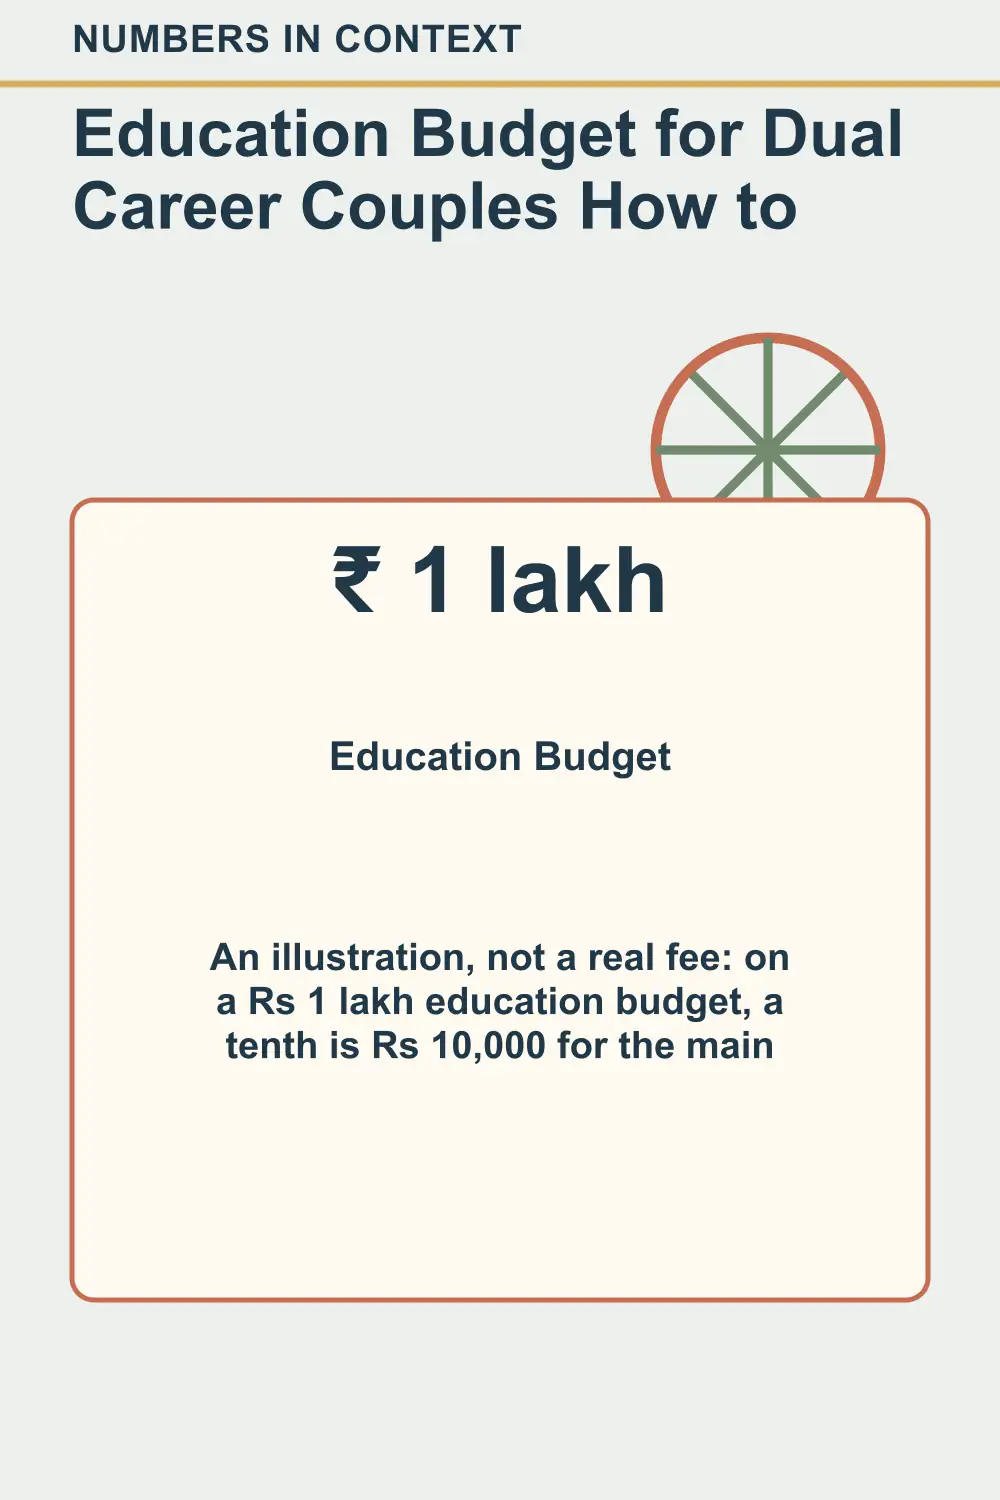 NUMBERS IN CONTEXT
Education Budget for Dual
Career Couples How to
₹ 1 lakh
Education Budget
An illustration, not a real fee: on
a Rs 1 lakh education budget, a
tenth is Rs 10,000 for the main